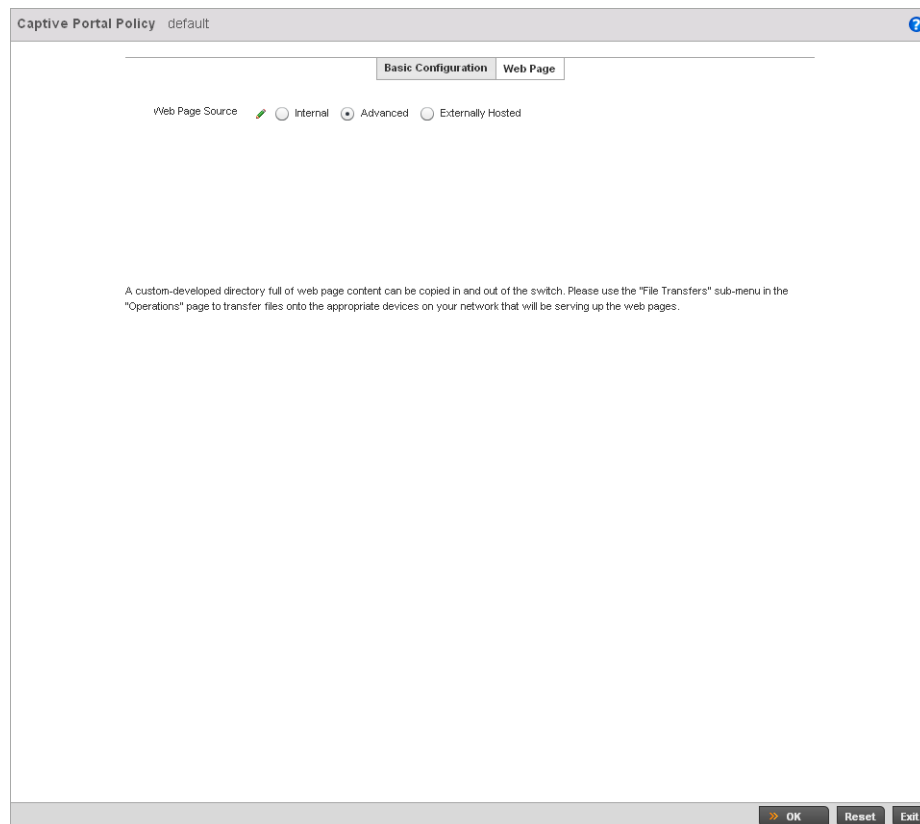 Captive Portal Policy default ?
Basic Configuration Web Page
Web Page Source Internal Advanced Externally Hosted
A custom-developed directory full of web page content can be copied in and out of the switch. Please use the "File Transfers" sub-menu in the
"Operations" page to transfer files onto the appropriate devices on your network that will be serving up the web pages.
» OK Reset Exit